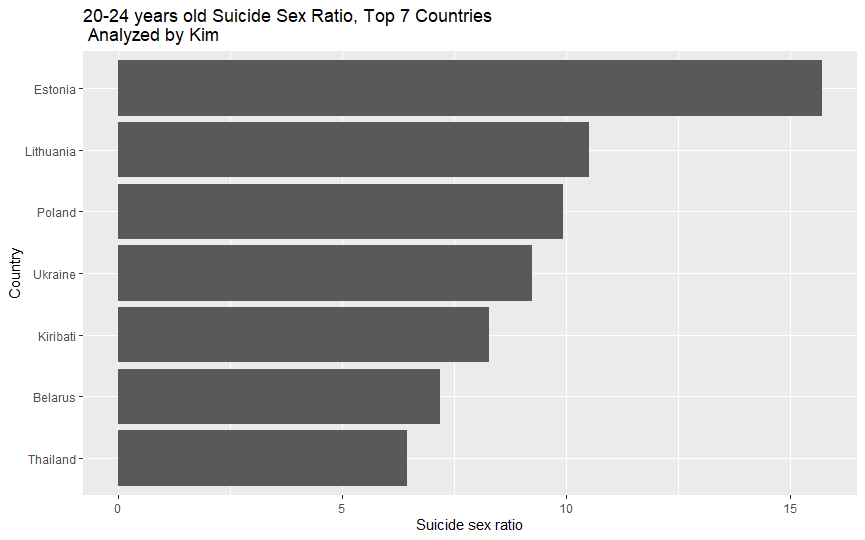 20-24 years old Suicide Sex Ratio, Top 7 Countries
Analyzed by Kim
Country
Estonia
Lithuania
Poland
Ukraine
Kiribati
Belarus
Thailand
0 5 10 15
Suicide sex ratio